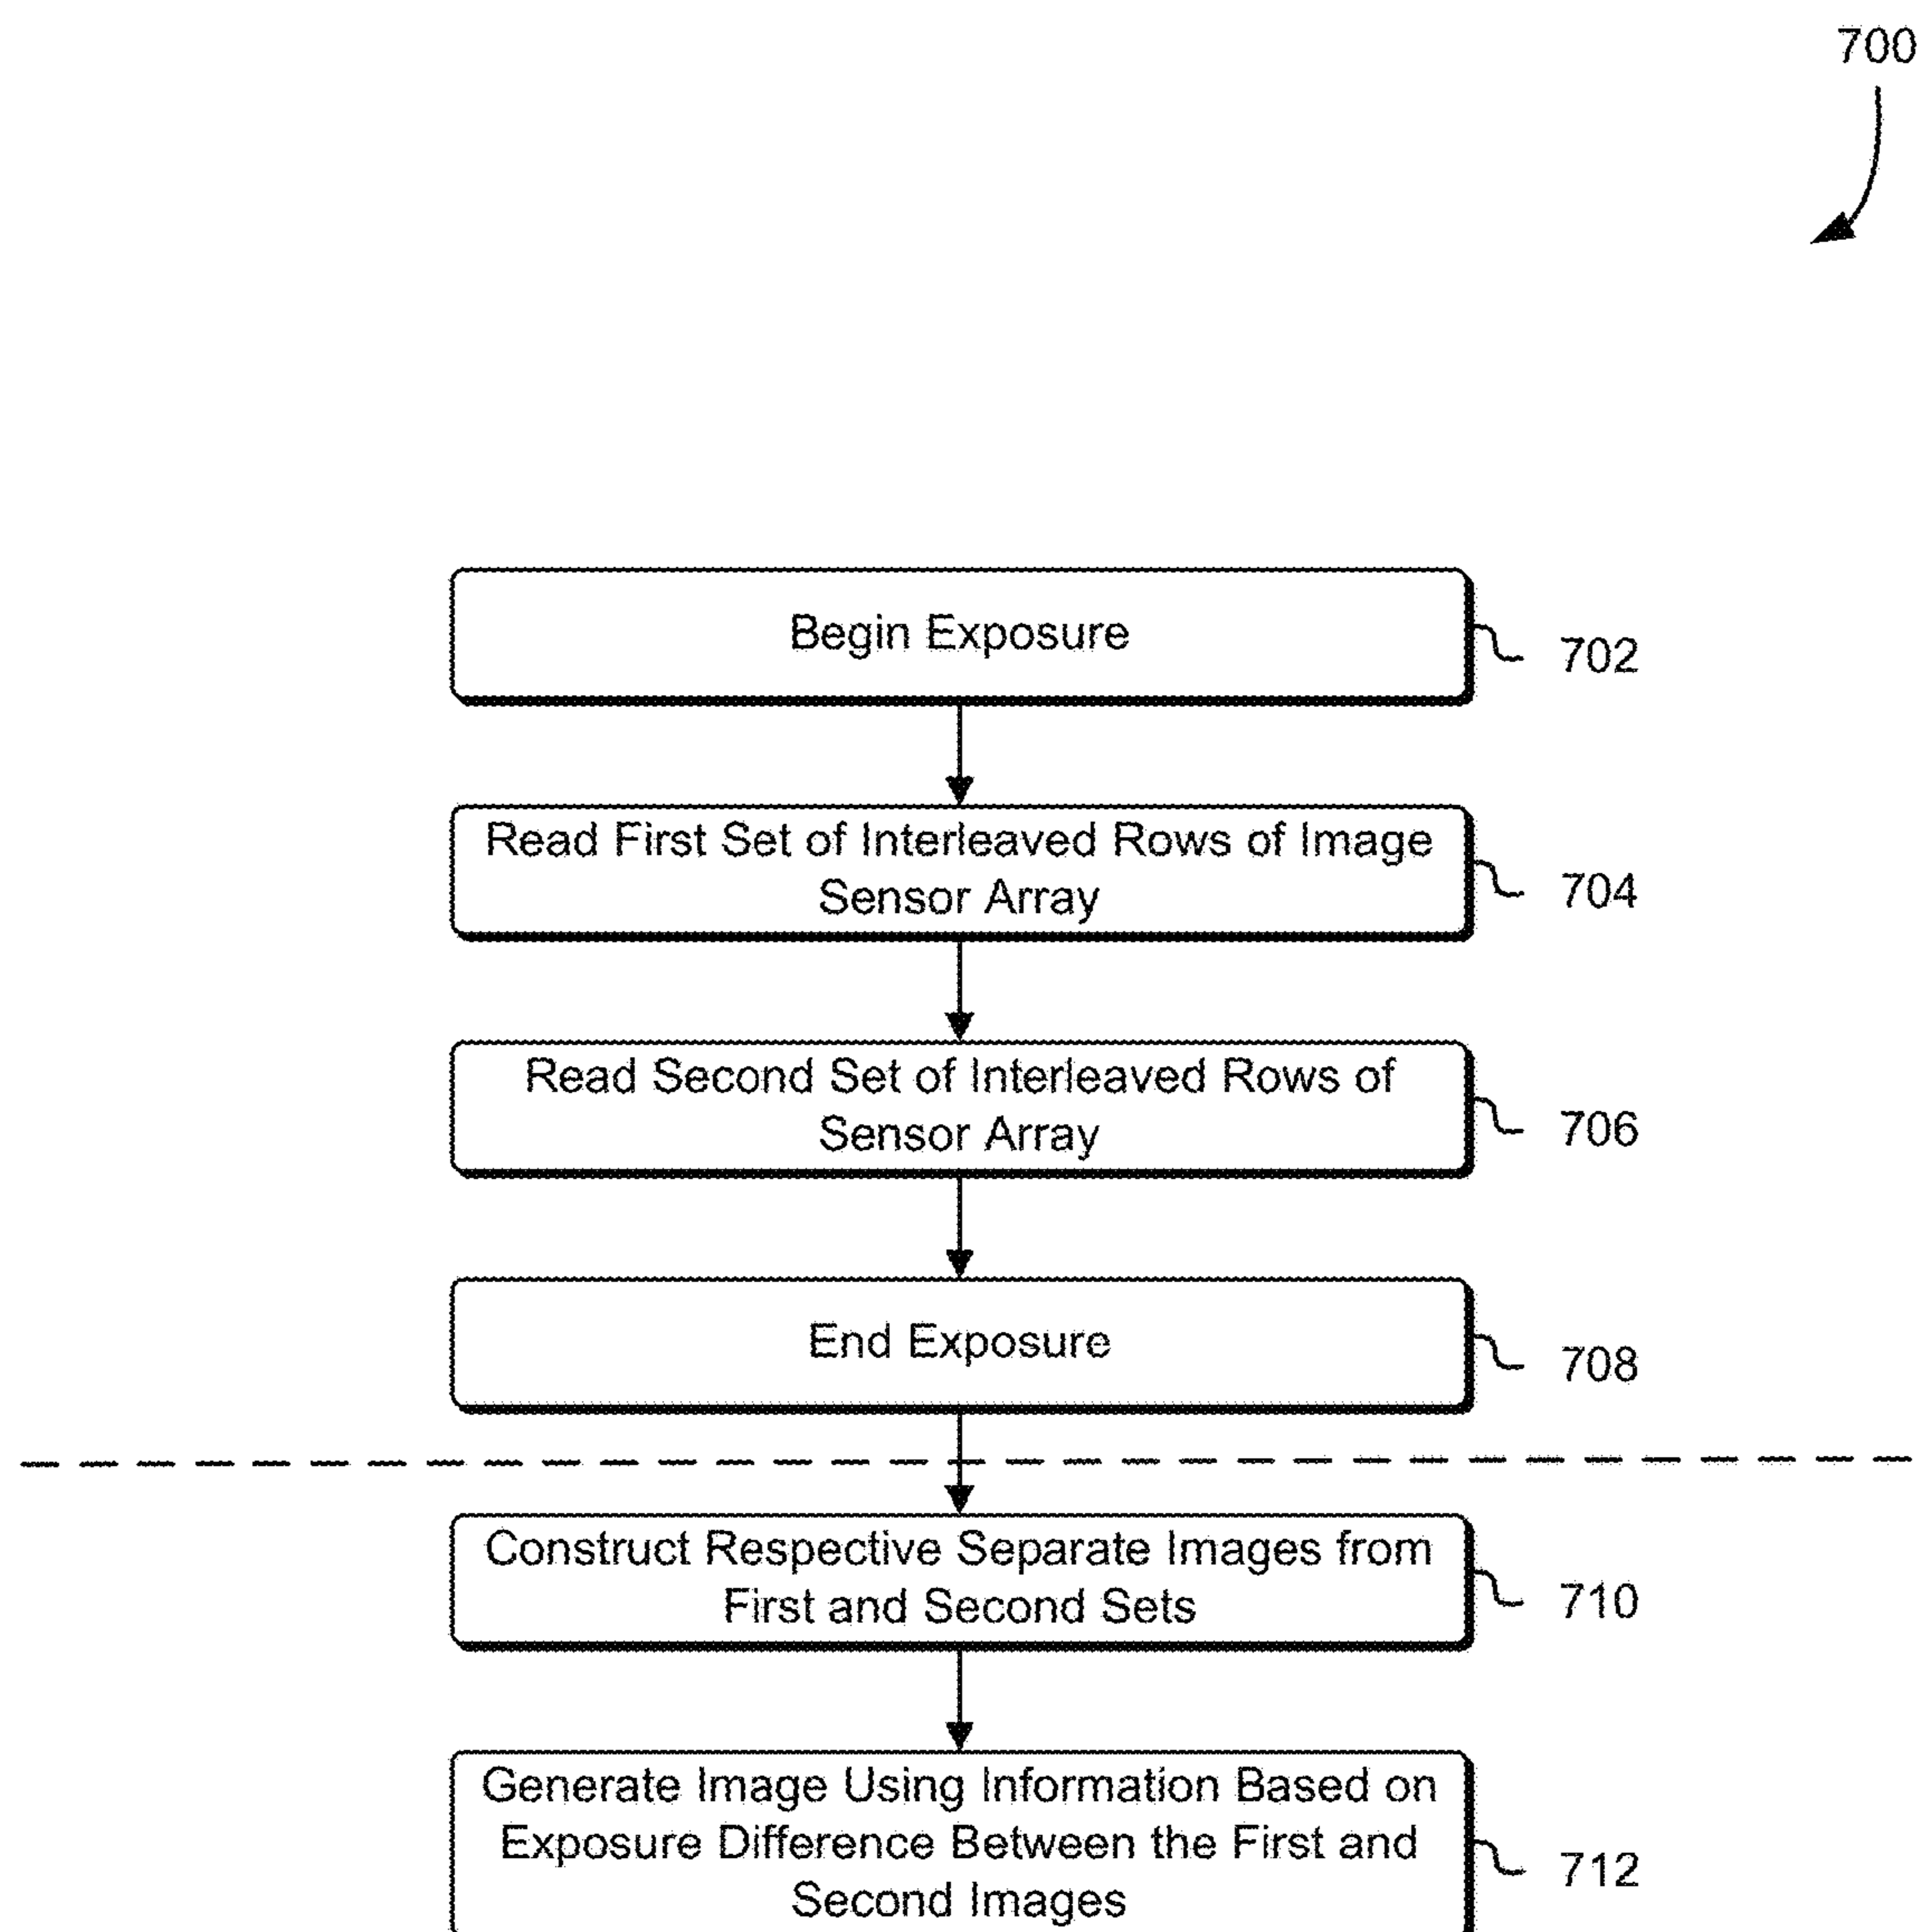 700
Begin Exposure
702
Read First Set of Interleaved Rows of Image
Sensor Array
704
Read Second Set of Interleaved Rows of
Sensor Array
706
End Exposure
708
Construct Respective Separate Images from
First and Second Sets
710
Generate Image Using Information Based on
Exposure Difference Between the First and
Second Images
712